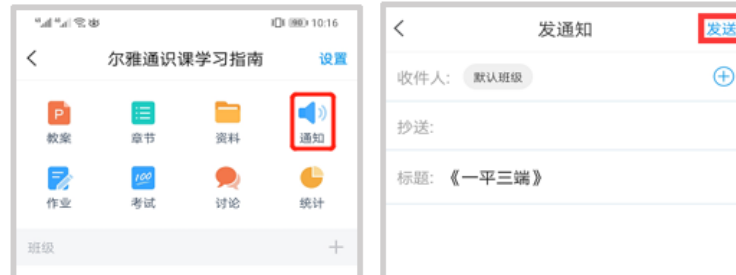 10:16
尔雅通识课学习指南 设置
教案 章节 资料 通知
作业 100 考试 讨论 统计
班级
发通知 发送
收件人: 默认班级
抄送:
标题: 《一平三端》